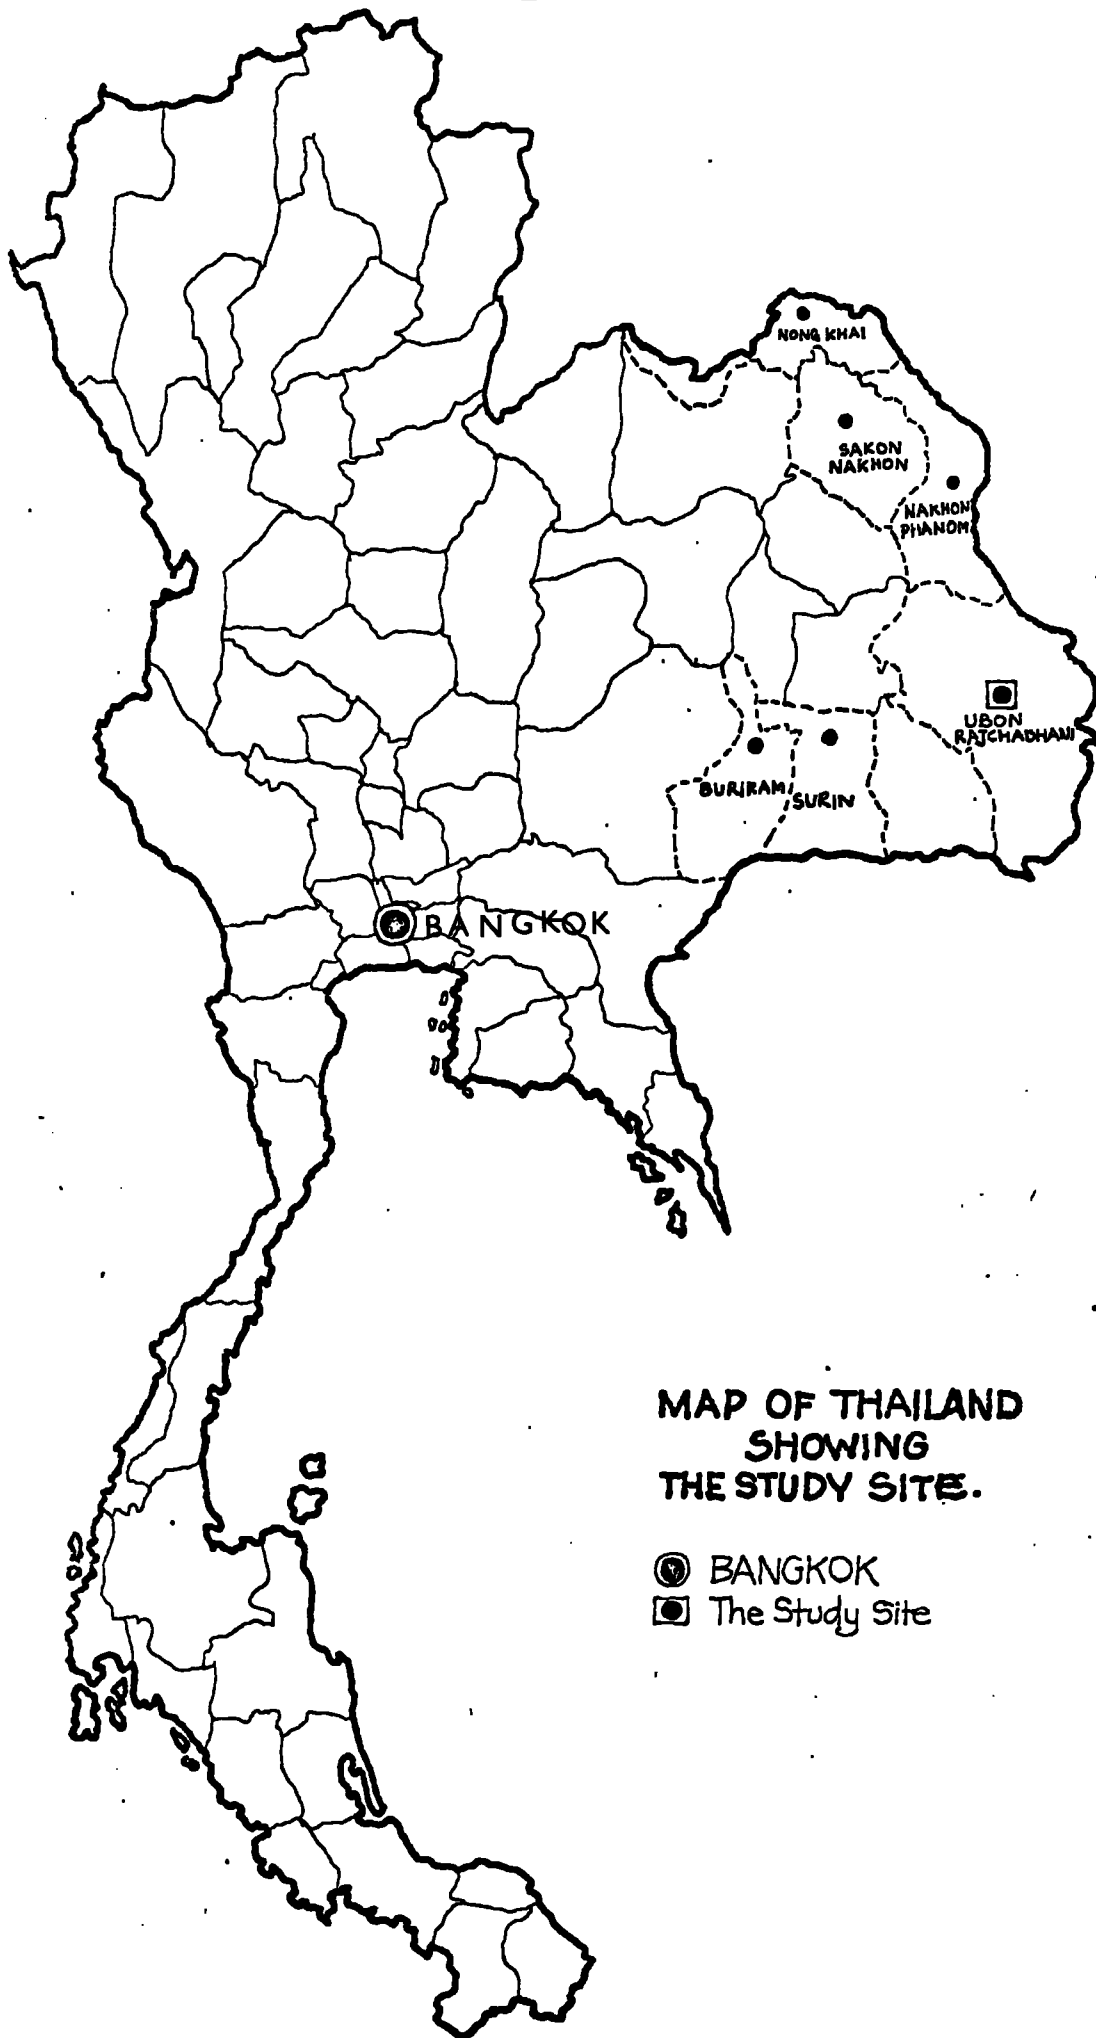 NONG KHAI
SAKON
NAKHON
NAKHON
PHANOM
UBON
RAJCHADHANI
BURIRAM
SURIN
BANGKOK
MAP OF THAILAND
SHOWING
THE STUDY SITE.
BANGKOK
The Study Site